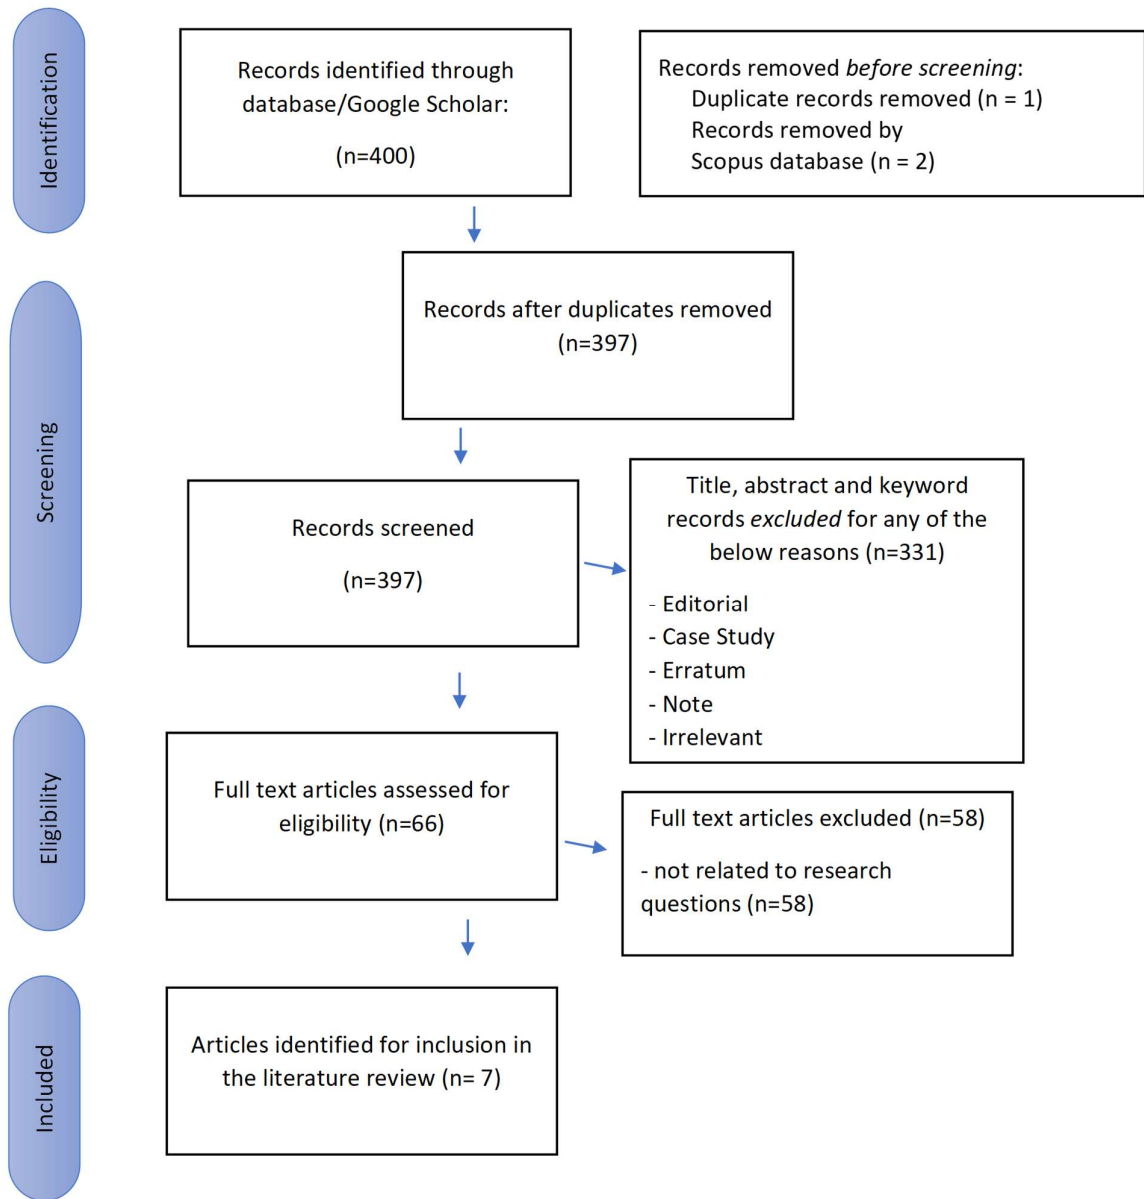 Identification
Records identified through
database/Google Scholar:
(n=400)
Records removed before screening:
Duplicate records removed (n = 1)
Records removed by
Scopus database (n = 2)
Screening
Records after duplicates removed
(n=397)
Records screened
(n=397)
Title, abstract and keyword
records excluded for any of the
below reasons (n=331)
- Editorial
- Case Study
- Erratum
- Note
- Irrelevant
Eligibility
Full text articles assessed for
eligibility (n=66)
Full text articles excluded (n=58)
- not related to research
questions (n=58)
Included
Articles identified for inclusion in
the literature review (n= 7)